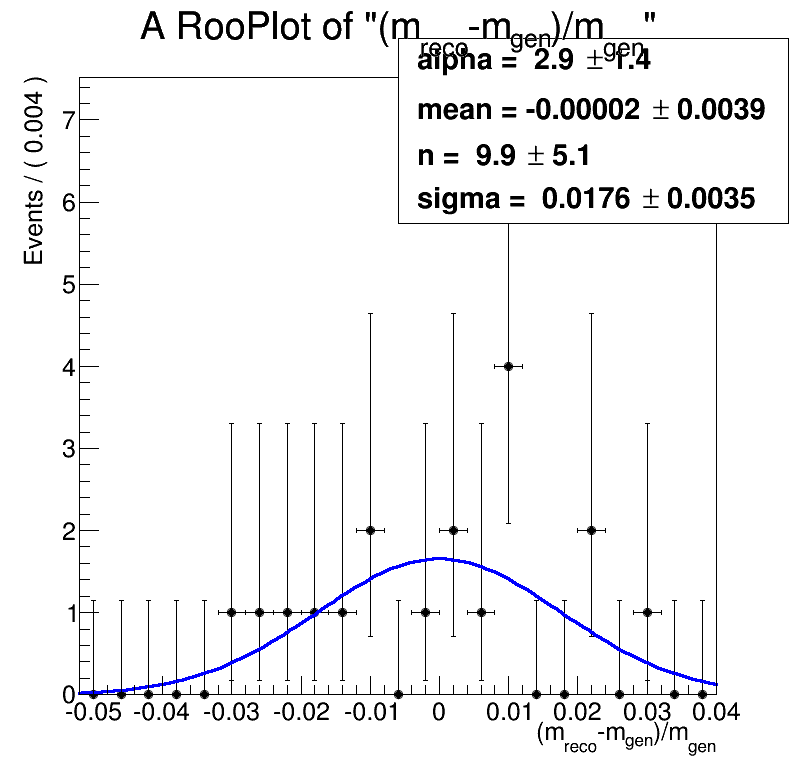 A RooPlot of "(m_reco-m_gen)/m_gen"
alpha = 2.9 ± 1.4
mean = -0.00002 ± 0.0039
n = 9.9 ± 5.1
sigma = 0.0176 ± 0.0035
Events / ( 0.004 )
7
6
5
4
3
2
1
0
-0.05 -0.04 -0.03 -0.02 -0.01 0 0.01 0.02 0.03 0.04
(m_reco-m_gen)/m_gen